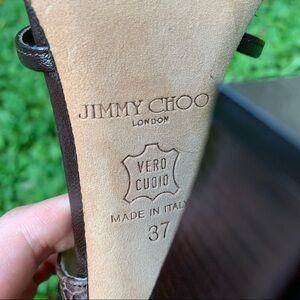 JIMMY CHOO
LONDON
VERO
CUOIO
MADE IN ITALY
37